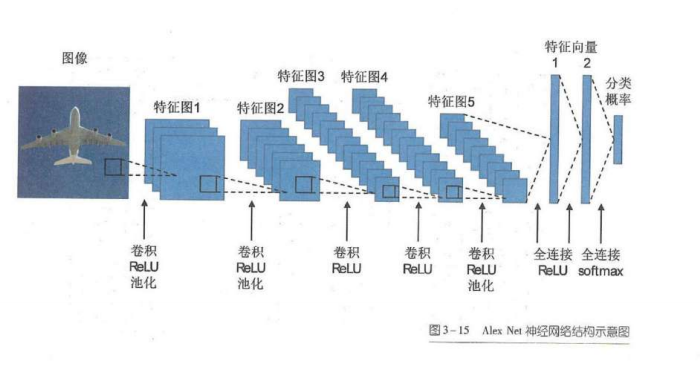 图像
特征图1
特征图2
特征图3
特征图4
特征图5
特征向量
1
2
分类
概率
卷积
ReLU
池化
卷积
ReLU
池化
卷积
ReLU
卷积
ReLU
卷积
ReLU
池化
全连接
ReLU
全连接
softmax
图3-15 Alex Net 神经网络结构示意图